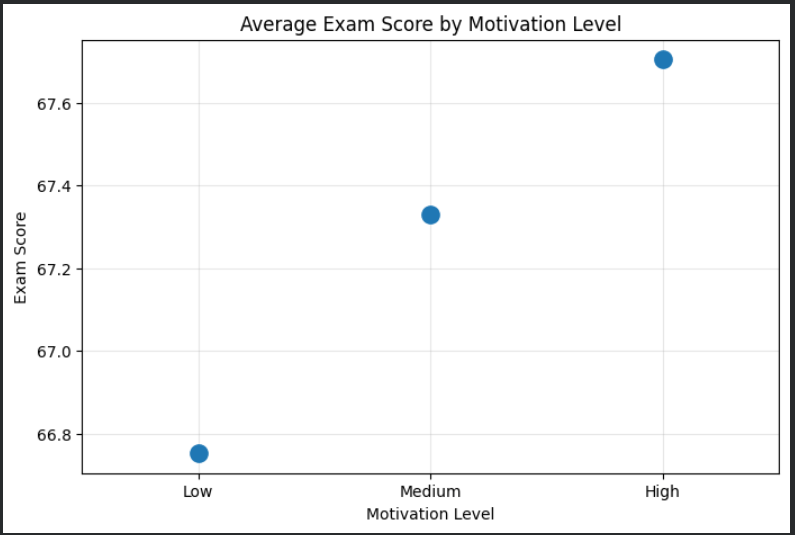 Average Exam Score by Motivation Level
67.6
67.4
67.2
67.0
66.8
Exam Score
Low Medium High
Motivation Level